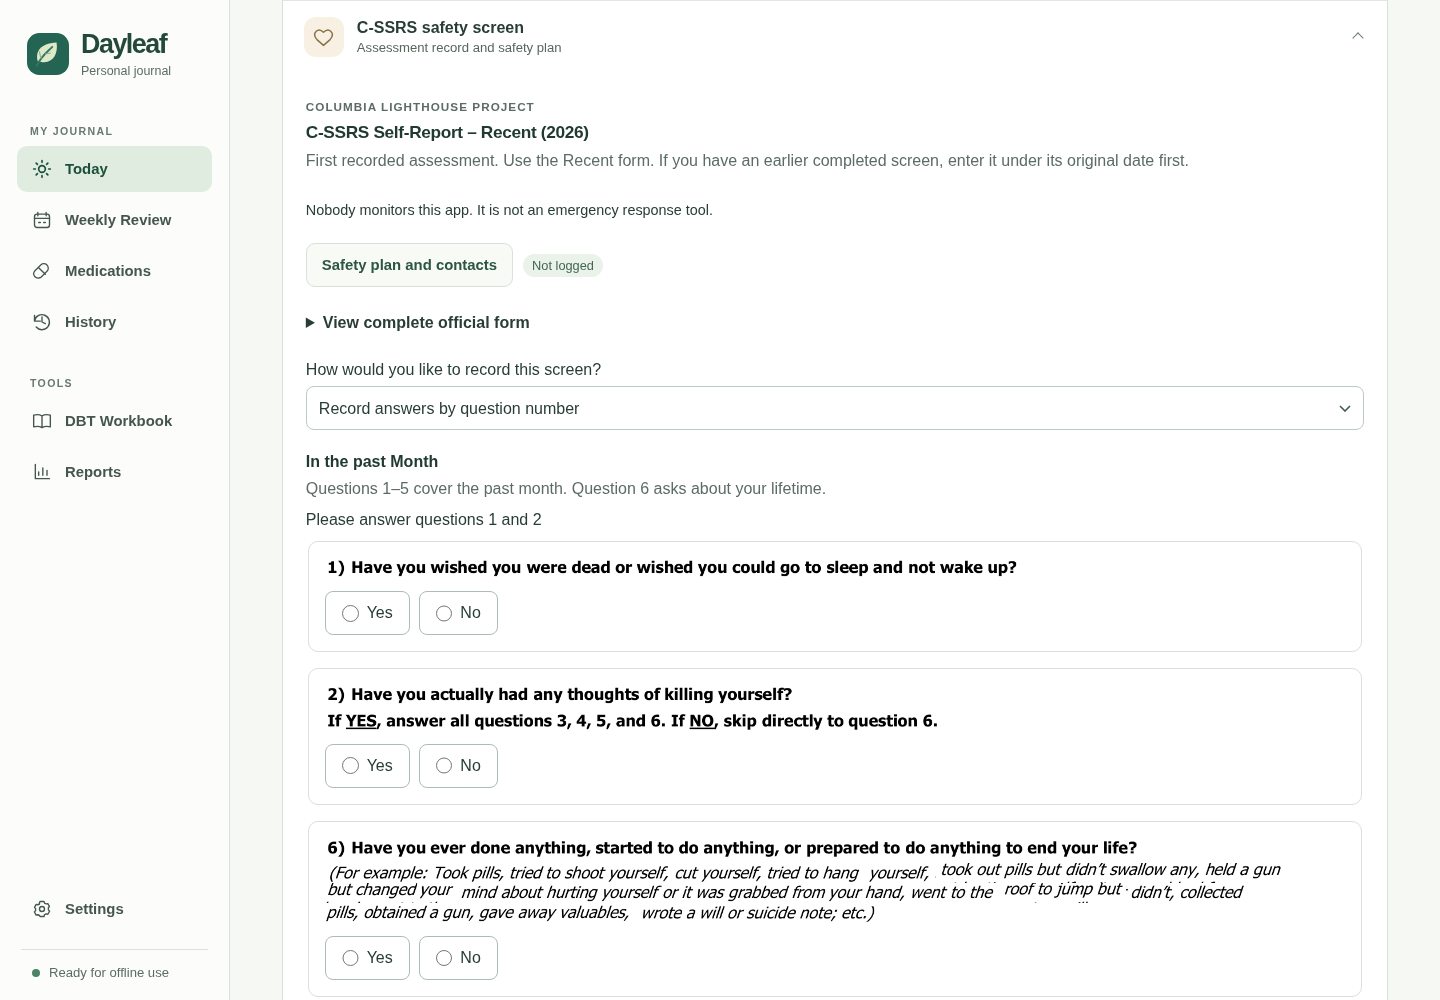 Dayleaf
Personal journal
MY JOURNAL
Today
Weekly Review
Medications
History
TOOLS
DBT Workbook
Reports
Settings
Ready for offline use
C-SSRS safety screen
Assessment record and safety plan
COLUMBIA LIGHTHOUSE PROJECT
C-SSRS Self-Report – Recent (2026)
First recorded assessment. Use the Recent form. If you have an earlier completed screen, enter it under its original date first.
Nobody monitors this app. It is not an emergency response tool.
Safety plan and contacts
Not logged
View complete official form
How would you like to record this screen?
Record answers by question number
In the past Month
Questions 1–5 cover the past month. Question 6 asks about your lifetime.
Please answer questions 1 and 2
1) Have you wished you were dead or wished you could go to sleep and not wake up?
Yes
No
2) Have you actually had any thoughts of killing yourself?
If YES, answer all questions 3, 4, 5, and 6. If NO, skip directly to question 6.
Yes
No
6) Have you ever done anything, started to do anything, or prepared to do anything to end your life?
(For example: Took pills, tried to shoot yourself, cut yourself, tried to hang yourself, took out pills but didn’t swallow any, held a gun
but changed your mind about hurting yourself or it was grabbed from your hand, went to the roof to jump but didn’t, collected
pills, obtained a gun, gave away valuables, wrote a will or suicide note; etc.)
Yes
No